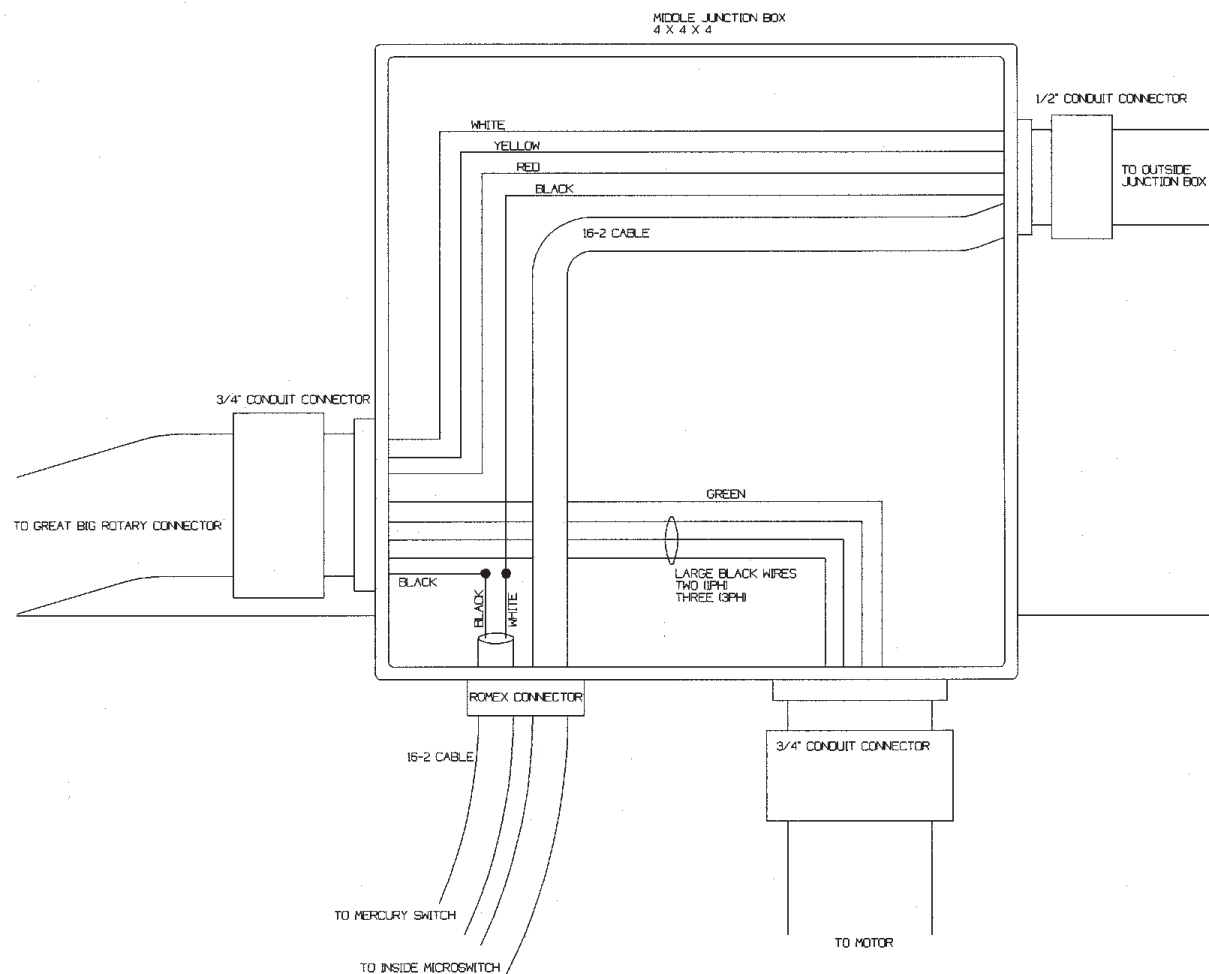 MIDDLE JUNCTION BOX
4 X 4 X 4
1/2" CONDUIT CONNECTOR
WHITE
YELLOW
RED
BLACK
TO OUTSIDE
JUNCTION BOX
16-2 CABLE
3/4" CONDUIT CONNECTOR
TO GREAT BIG ROTARY CONNECTOR
GREEN
LARGE BLACK WIRES
TWO (1PH)
THREE (3PH)
BLACK
BLACK
WHITE
ROMEX CONNECTOR
16-2 CABLE
3/4" CONDUIT CONNECTOR
TO MERCURY SWITCH
TO INSIDE MICROSWITCH
TO MOTOR